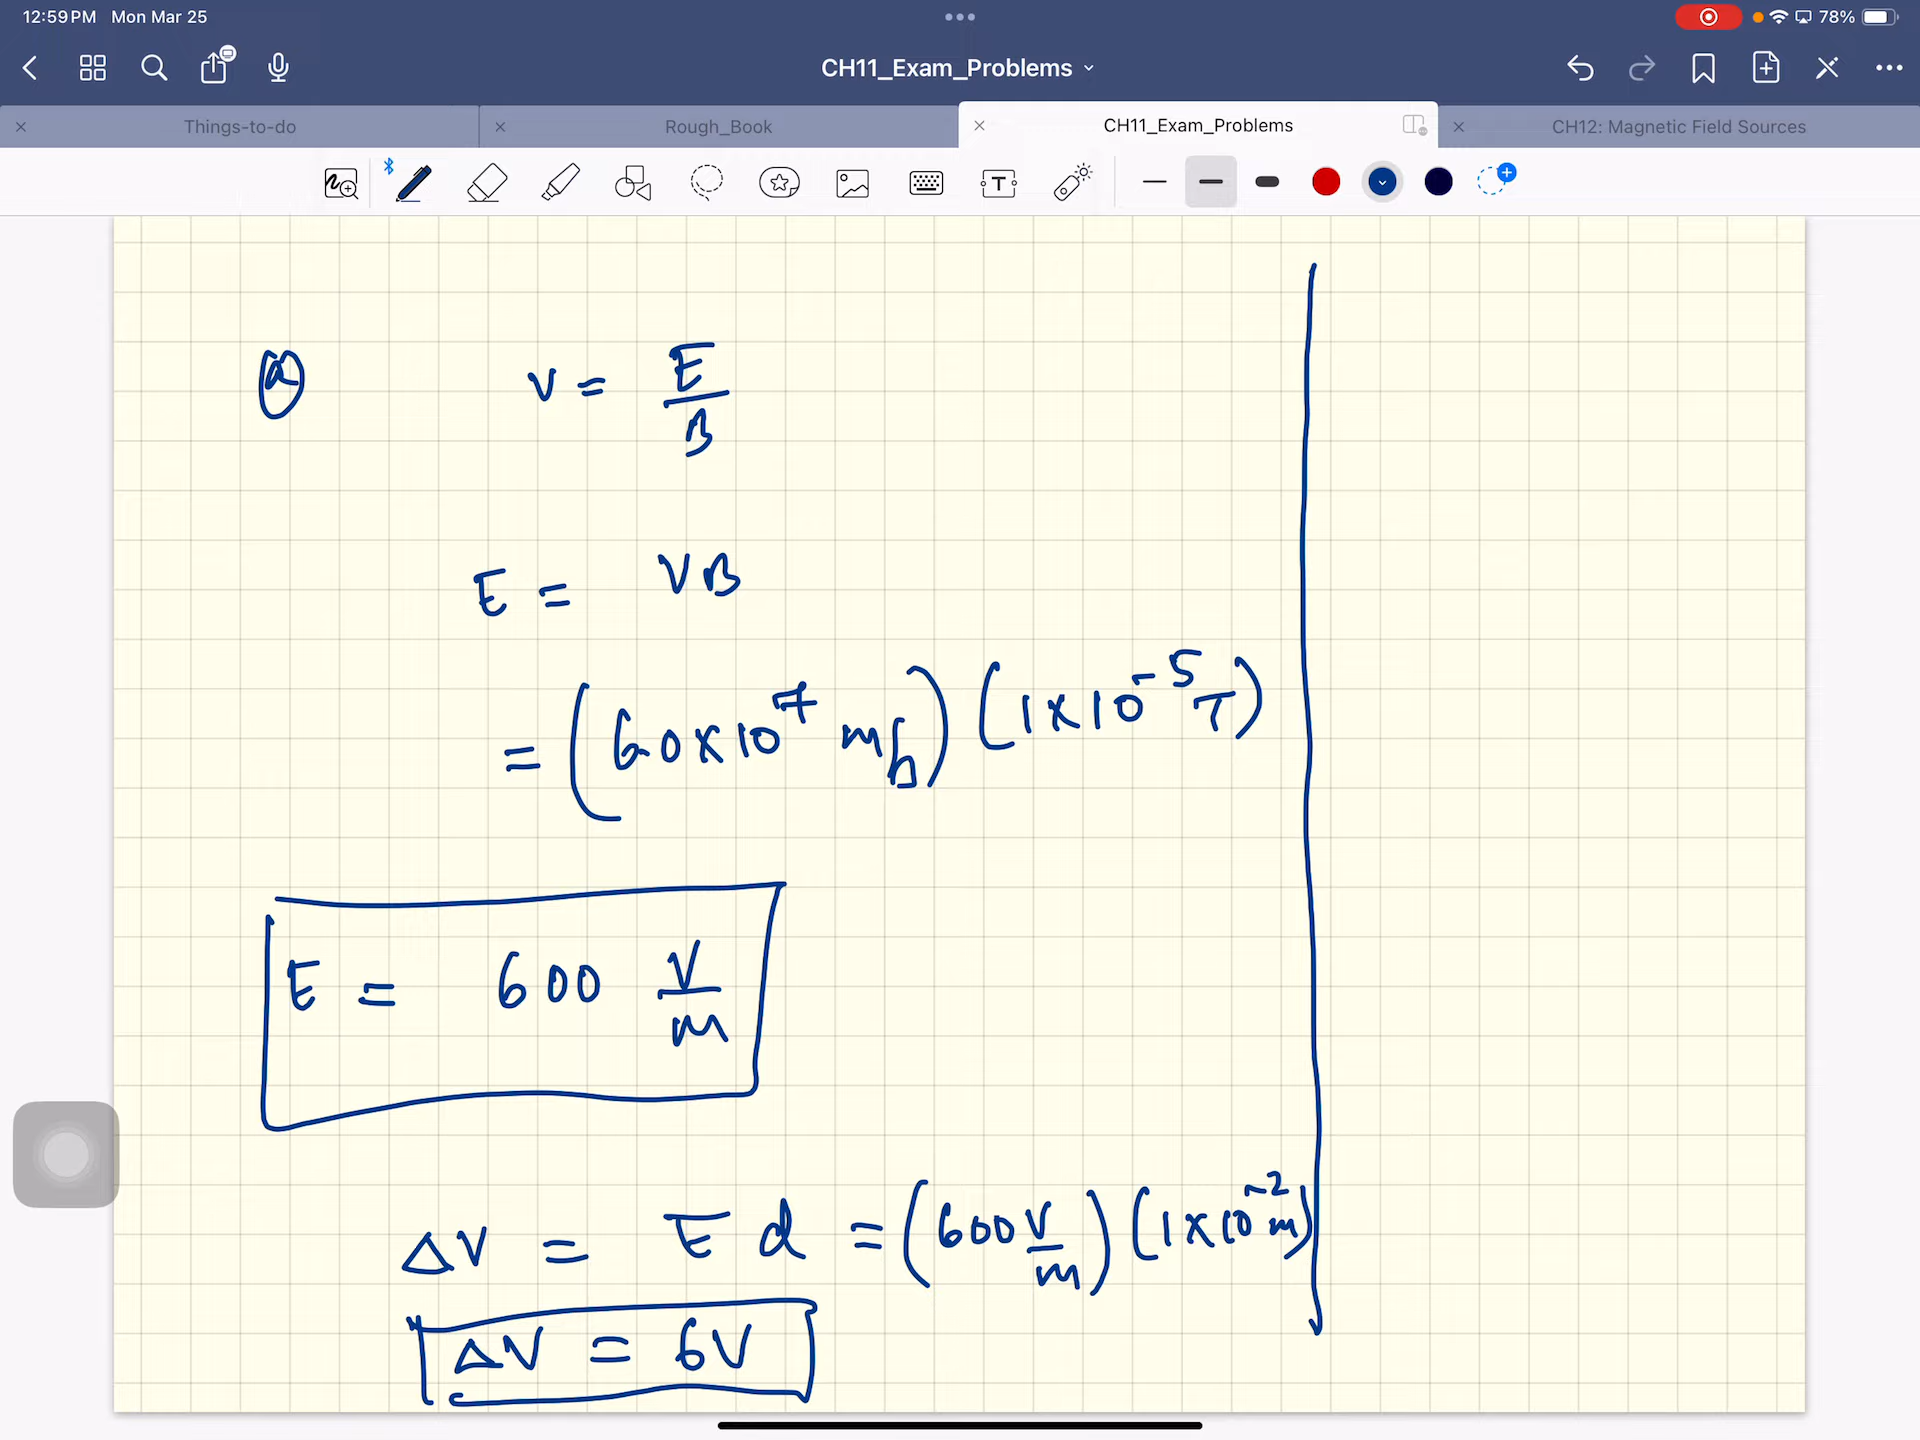 12:59 PM Mon Mar 25
78%
CH11_Exam_Problems
Things-to-do
Rough_Book
CH11_Exam_Problems
CH12: Magnetic Field Sources
T
a
v = E/B
E = VB
= (6.0x10^7 m/s) (1x10^-5 T)
E = 600 V/m
ΔV = E d = (600 V/m) (1x10^-2 m)
ΔV = 6V